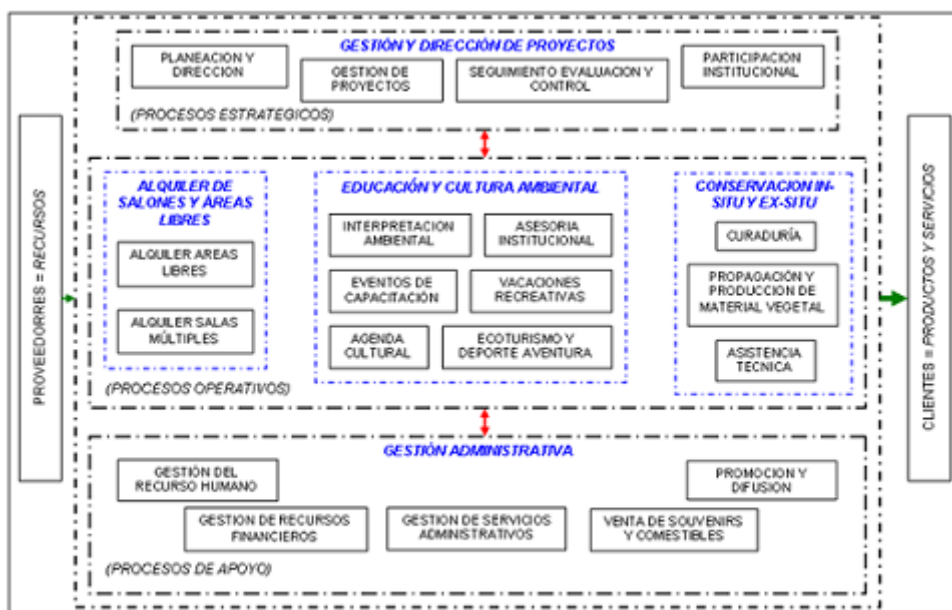 GESTIÓN Y DIRECCIÓN DE PROYECTOS
PLANEACION Y
DIRECCION
GESTION DE
PROYECTOS
SEGUIMIENTO EVALUACION Y
CONTROL
PARTICIPACION
INSTITUCIONAL
(PROCESOS ESTRATEGICOS)
PROVEEDORRES = RECURSOS
ALQUILER DE
SALONES Y ÁREAS
LIBRES
ALQUILER AREAS
LIBRES
ALQUILER SALAS
MÚLTIPLES
EDUCACIÓN Y CULTURA AMBIENTAL
INTERPRETACION
AMBIENTAL
ASESORIA
INSTITUCIONAL
EVENTOS DE
CAPACITACIÓN
VACACIONES
RECREATIVAS
AGENDA
CULTURAL
ECOTURISMO Y
DEPORTE AVENTURA
CONSERVACION IN-
SITU Y EX-SITU
CURADURÍA
PROPAGACIÓN Y
PRODUCCION DE
MATERIAL VEGETAL
ASISTENCIA
TECNICA
(PROCESOS OPERATIVOS)
CLIENTES = PRODUCTOS Y SERVICIOS
GESTIÓN ADMINISTRATIVA
GESTIÓN DEL
RECURSO HUMANO
PROMOCION Y
DIFUSION
GESTION DE RECURSOS
FINANCIEROS
GESTION DE SERVICIOS
ADMINISTRATIVOS
VENTA DE SOUVENIRS
Y COMESTIBLES
(PROCESOS DE APOYO)